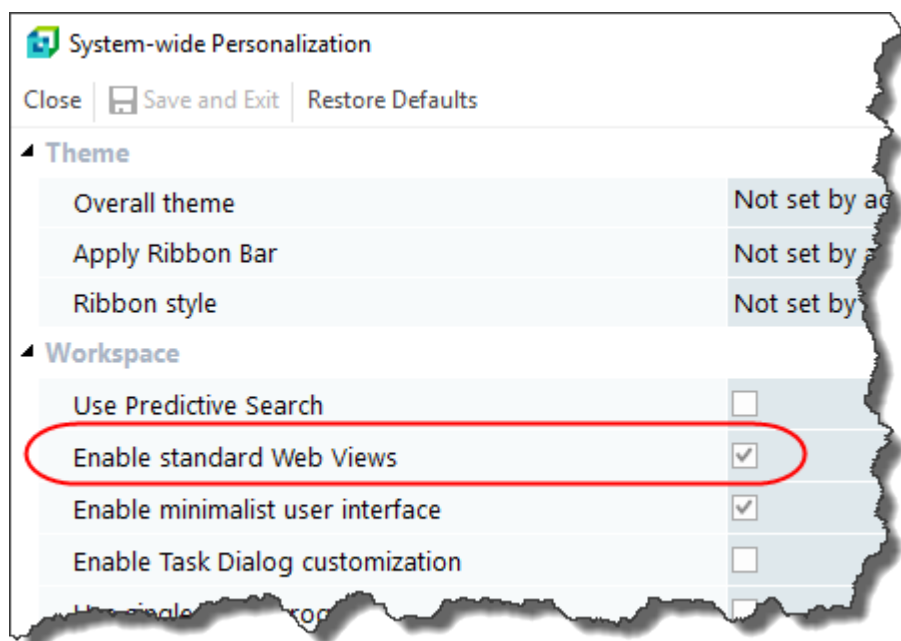 System-wide Personalization
Close Save and Exit Restore Defaults
Theme
Overall theme Not set by
Apply Ribbon Bar Not set by
Ribbon style Not set by
Workspace
Use Predictive Search
Enable standard Web Views
Enable minimalist user interface
Enable Task Dialog customization